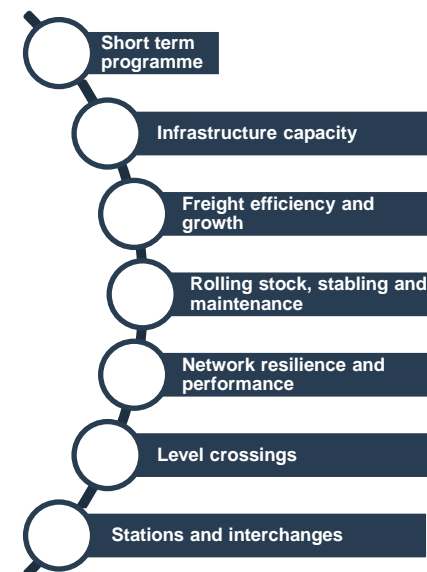 Short term
programme
Infrastructure capacity
Freight efficiency and
growth
Rolling stock, stabling and
maintenance
Network resilience and
performance
Level crossings
Stations and interchanges